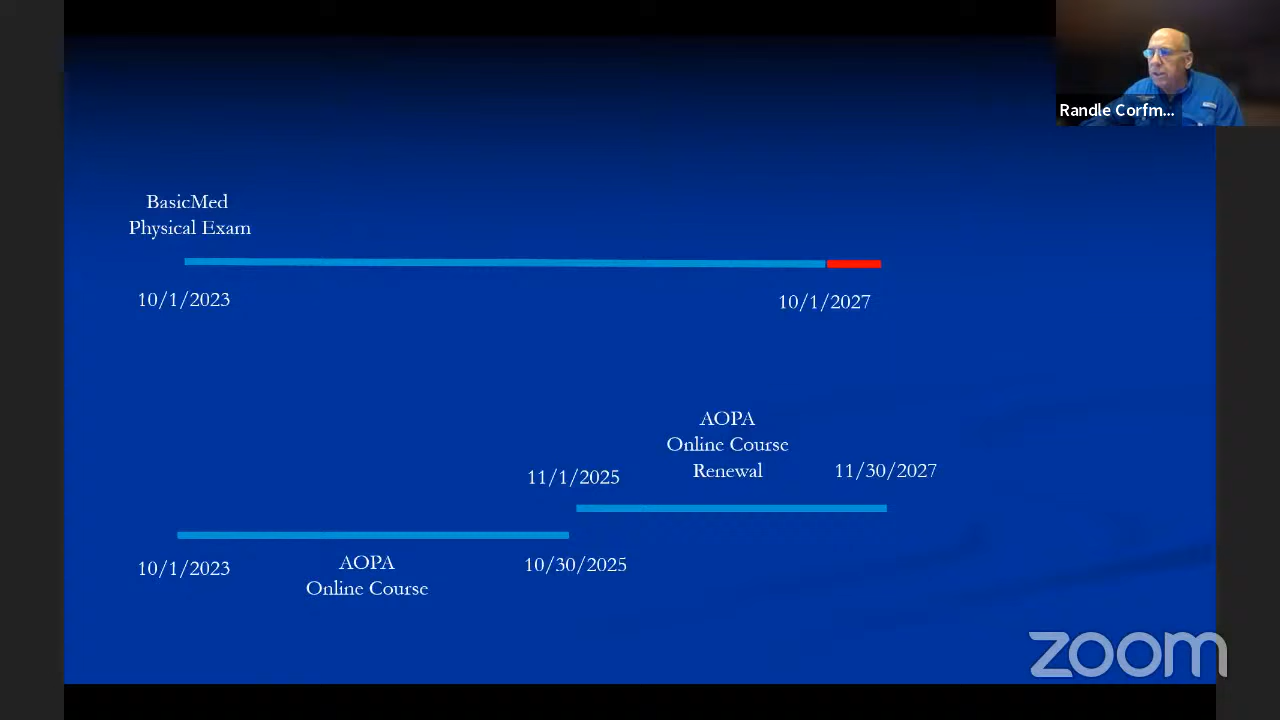 Randle Corfm...
BasicMed
Physical Exam
10/1/2023
10/1/2027
AOPA
Online Course
Renewal
11/1/2025
11/30/2027
10/1/2023
AOPA
Online Course
10/30/2025
zoom